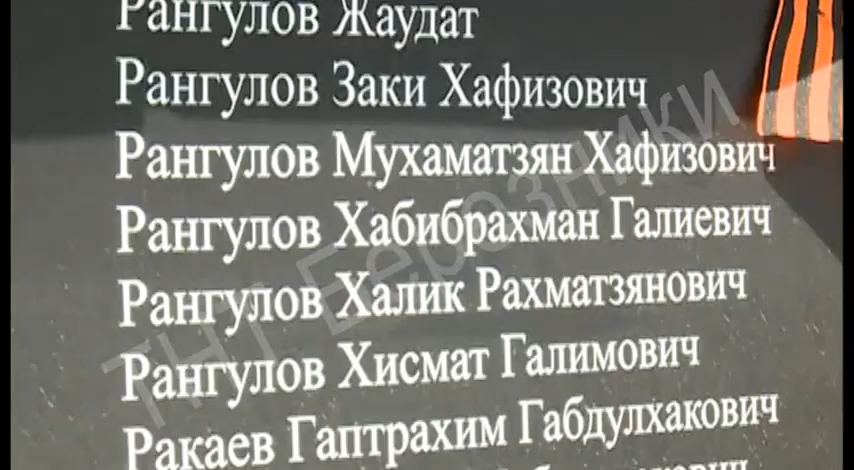 Рангулов Жаудат
Рангулов Заки Хафизович
Рангулов Мухаматзян Хафизович
Рангулов Хабибрахман Галиевич
Рангулов Халик Рахматзянович
Рангулов Хисмат Галимович
Ракаев Гаптрахим Габдулхакович
ТНТ Березники